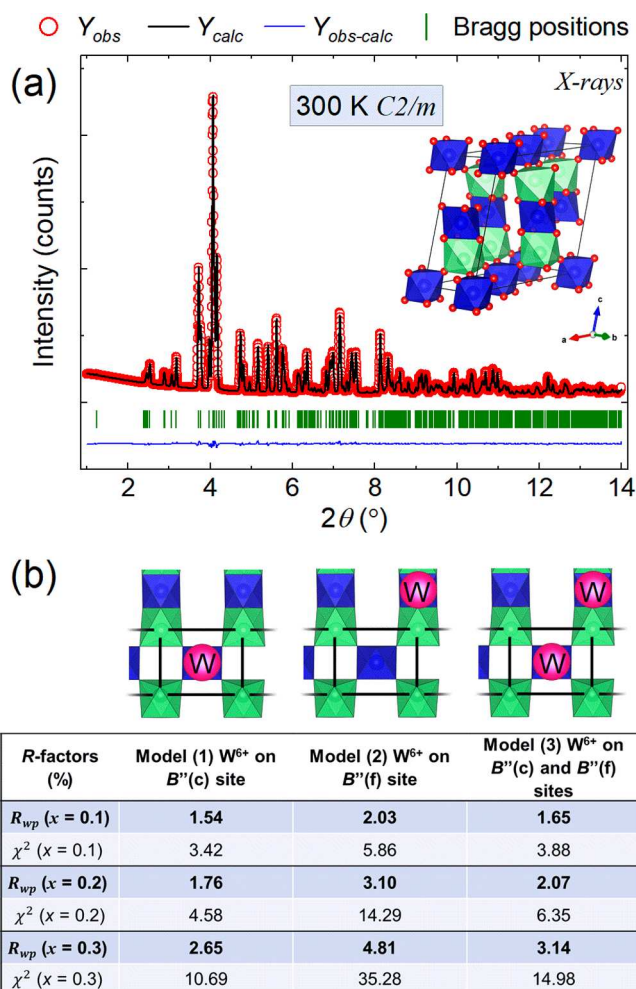 Y_obs Y_calc Y_obs-calc Bragg positions
(a)
300 K C2/m
X-rays
Intensity (counts)
c
a
b
2 4 6 8 10 12 14
2θ (°)
(b)
W W W
W
R-factors (%) Model (1) W⁶⁺ on B”(c) site Model (2) W⁶⁺ on B”(f) site Model (3) W⁶⁺ on B”(c) and B”(f) sites
R_wp (x = 0.1) 1.54 2.03 1.65
χ² (x = 0.1) 3.42 5.86 3.88
R_wp (x = 0.2) 1.76 3.10 2.07
χ² (x = 0.2) 4.58 14.29 6.35
R_wp (x = 0.3) 2.65 4.81 3.14
χ² (x = 0.3) 10.69 35.28 14.98